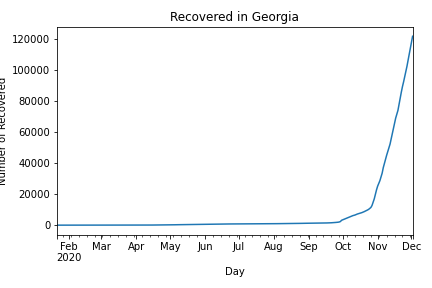 Recovered in Georgia
120000
100000
80000
60000
40000
20000
0
Number of Recovered
Feb Mar Apr May Jun Jul Aug Sep Oct Nov Dec
2020
Day